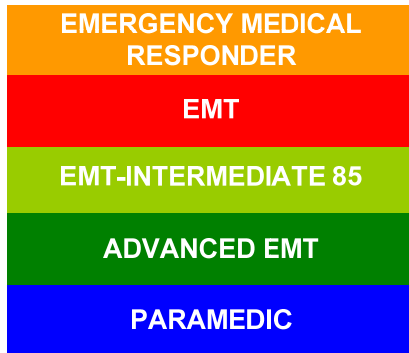 EMERGENCY MEDICAL
RESPONDER
EMT
EMT-INTERMEDIATE 85
ADVANCED EMT
PARAMEDIC